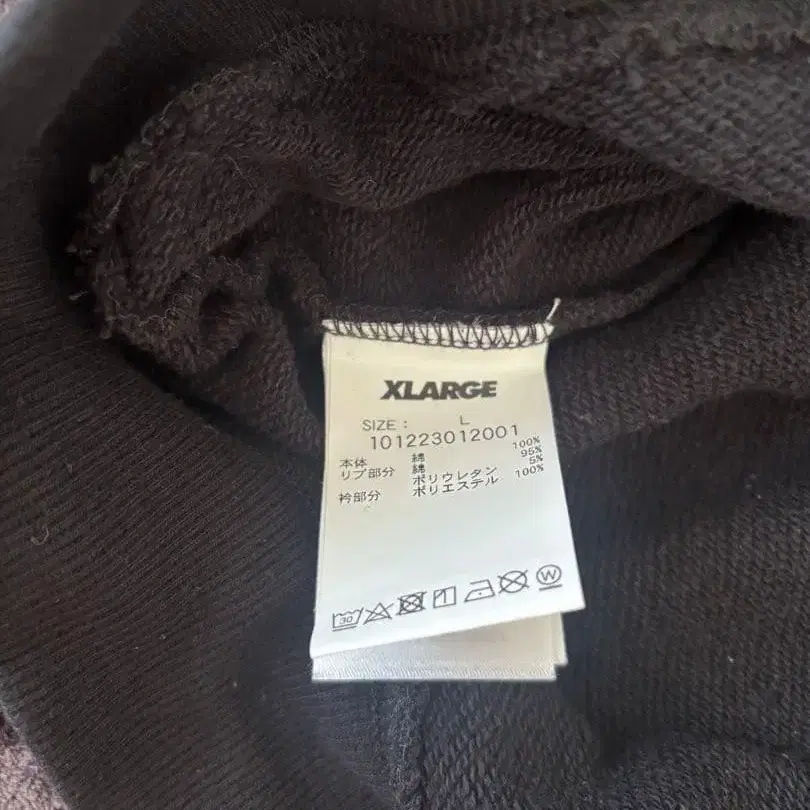 XLARGE
SIZE : L
101223012001
本体 綿 100%
リブ部分 綿 95%
ポリウレタン 5%
衿部分 ポリエステル 100%
30 W